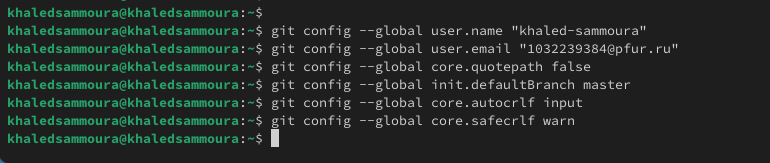 khaledsammoura@khaledsammoura:~$
khaledsammoura@khaledsammoura:~$ git config --global user.name "khaled-sammoura"
khaledsammoura@khaledsammoura:~$ git config --global user.email "1032239384@pfur.ru"
khaledsammoura@khaledsammoura:~$ git config --global core.quotepath false
khaledsammoura@khaledsammoura:~$ git config --global init.defaultBranch master
khaledsammoura@khaledsammoura:~$ git config --global core.autocrlf input
khaledsammoura@khaledsammoura:~$ git config --global core.safecrlf warn
khaledsammoura@khaledsammoura:~$